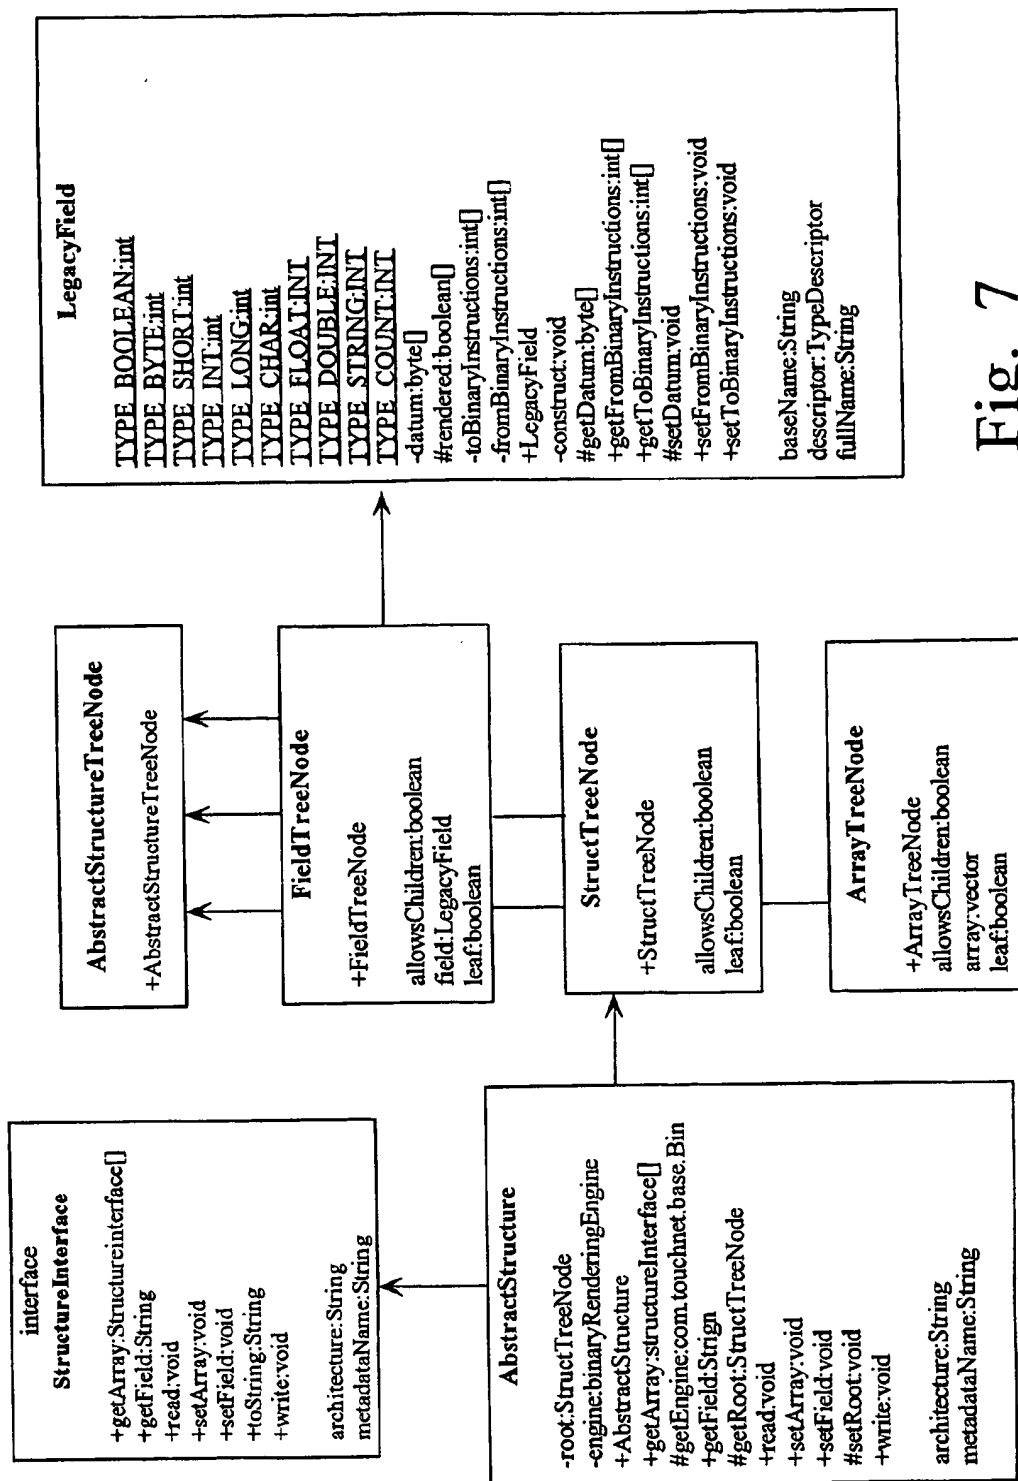 interface
StructureInterface
+getArray:Structureinterface[]
+getField:String
+read:void
+setArray:void
+setField:void
+toString:String
+write:void
architecture:String
metadataName:String
AbstractStructure
-root:StructTreeNode
-engine:binaryRenderingEngine
+AbstractStructure
+getArray:structureInterface[]
#getEngine:com.touchnet.base.Bin
+getField:Strign
#getRoot:StructTreeNode
+read:void
+setArray:void
+setField:void
#setRoot:void
+write:void
architecture:String
metadataName:String
AbstractStructureTreeNode
+AbstractStructureTreeNode
FieldTreeNode
+FieldTreeNode
allowsChildren:boolean
field:LegacyField
leaf:boolean
StructTreeNode
+StructTreeNode
allowsChildren:boolean
leaf:boolean
ArrayTreeNode
+ArrayTreeNode
allowsChildren:boolean
array:vector
leaf:boolean
LegacyField
TYPE_BOOLEAN:int
TYPE_BYTE:int
TYPE_SHORT:int
TYPE_INT:int
TYPE_LONG:int
TYPE_CHAR:int
TYPE_FLOAT:INT
TYPE_DOUBLE:INT
TYPE_STRING:INT
TYPE_COUNT:INT
-datum:byte[]
#rendered:boolean[]
-toBinaryInstructions:int[]
-fromBinaryInstructions:int[]
+LegacyField
-construct:void
#getDatum:byte[]
+getFromBinaryInstructions:int[]
+getToBinaryInstructions:int[]
#setDatum:void
+setFromBinaryInstructions:void
+setToBinaryInstructions:void
baseName:String
descriptor:TypeDescriptor
fullName:String
Fig. 7